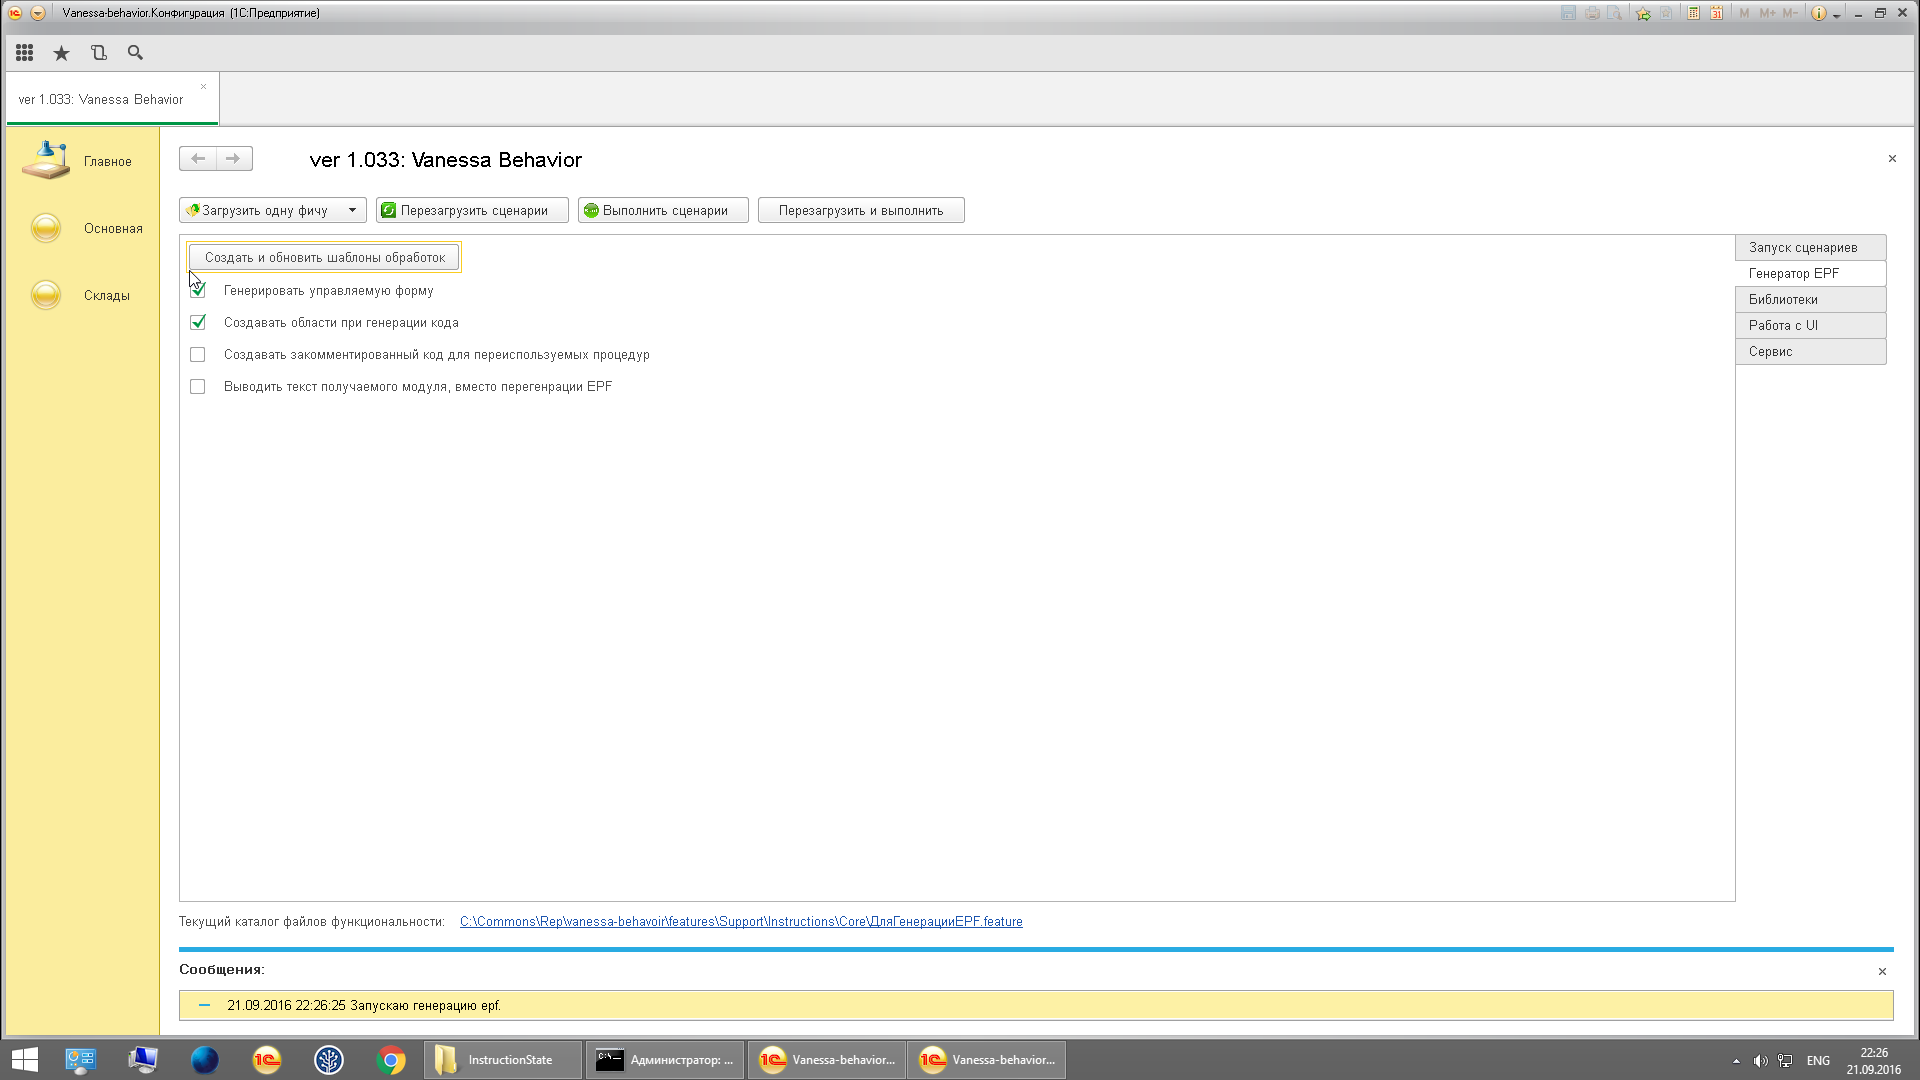 Vanessa-behavior.Конфигурация (1С:Предприятие)
M M+ M-
ver 1.033: Vanessa Behavior
Главное
Основная
Склады
ver 1.033: Vanessa Behavior
Загрузить одну фичу
Перезагрузить сценарии
Выполнить сценарии
Перезагрузить и выполнить
Создать и обновить шаблоны обработок
Генерировать управляемую форму
Создавать области при генерации кода
Создавать закомментированный код для переиспользуемых процедур
Выводить текст получаемого модуля, вместо перегенрации EPF
Запуск сценариев
Генератор EPF
Библиотеки
Работа с UI
Сервис
Текущий каталог файлов функциональности: C:\Commons\Rep\vanessa-behavoir\features\Support\Instructions\Core\ДляГенерацииEPF.feature
Сообщения:
21.09.2016 22:26:25 Запускаю генерацию epf.
InstructionState
Администратор: ...
Vanessa-behavior...
Vanessa-behavior...
ENG
22:26
21.09.2016